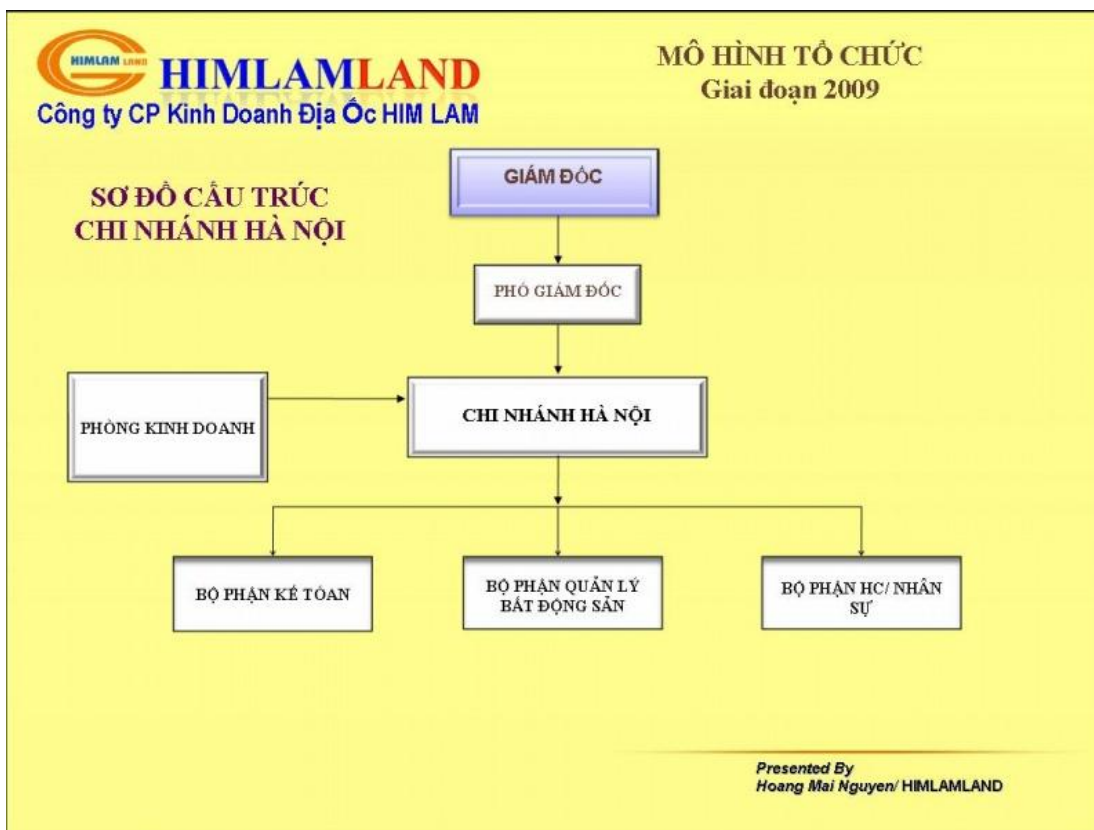 HIMLAM LAND
HIMLAMLAND
Công ty CP Kinh Doanh Địa Ốc HIM LAM
MÔ HÌNH TỔ CHỨC
Giai đoạn 2009
SƠ ĐỒ CẤU TRÚC
CHI NHÁNH HÀ NỘI
GIÁM ĐỐC
PHÓ GIÁM ĐỐC
PHÒNG KINH DOANH
CHI NHÁNH HÀ NỘI
BỘ PHẬN KẾ TÓAN
BỘ PHẬN QUẢN LÝ
BẤT ĐỘNG SẢN
BỘ PHẬN HC/ NHÂN
SỰ
Presented By
Hoang Mai Nguyen/ HIMLAMLAND